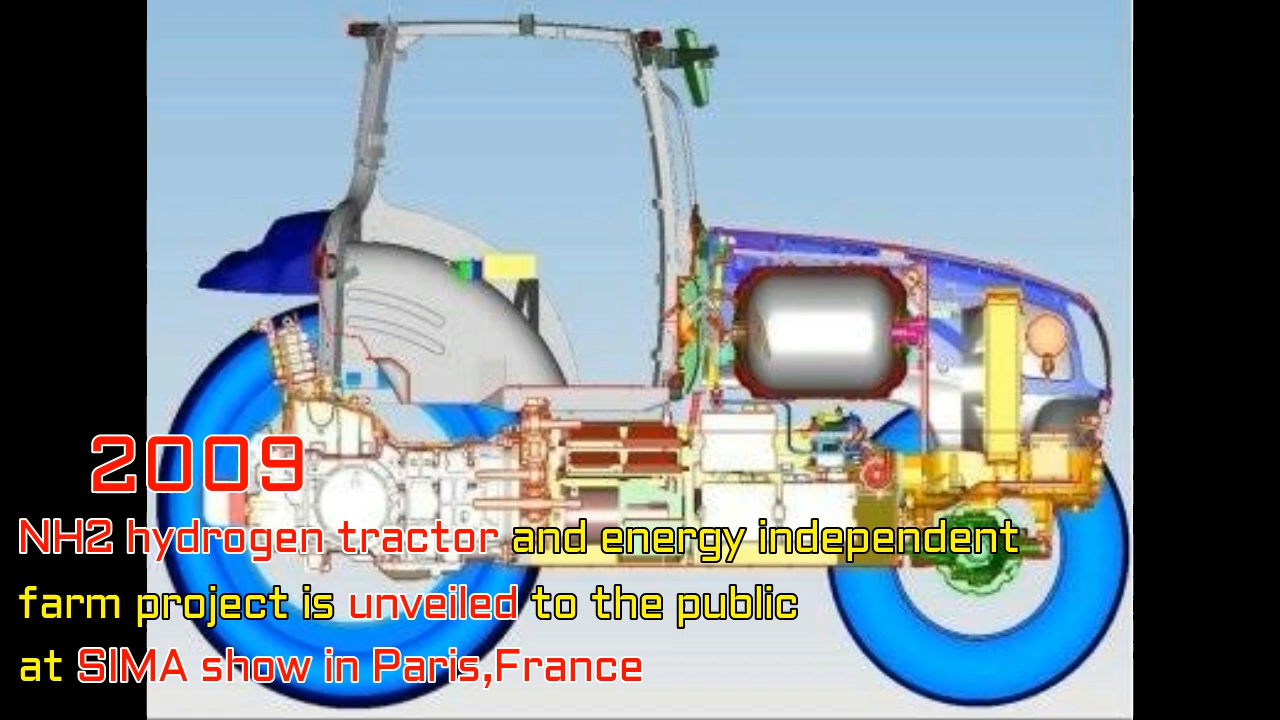 2009
NH2 hydrogen tractor and energy independent
farm project is unveiled to the public
at SIMA show in Paris,France